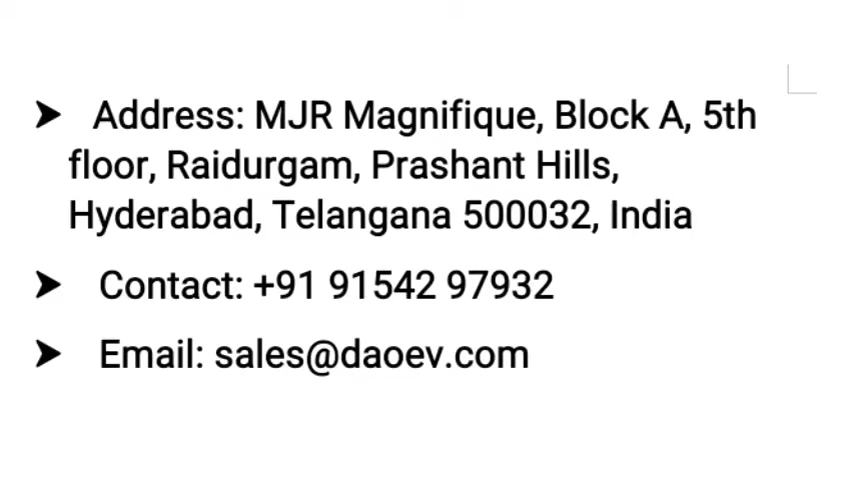 ➤ Address: MJR Magnifique, Block A, 5th
floor, Raidurgam, Prashant Hills,
Hyderabad, Telangana 500032, India
➤ Contact: +91 91542 97932
➤ Email: sales@daoev.com